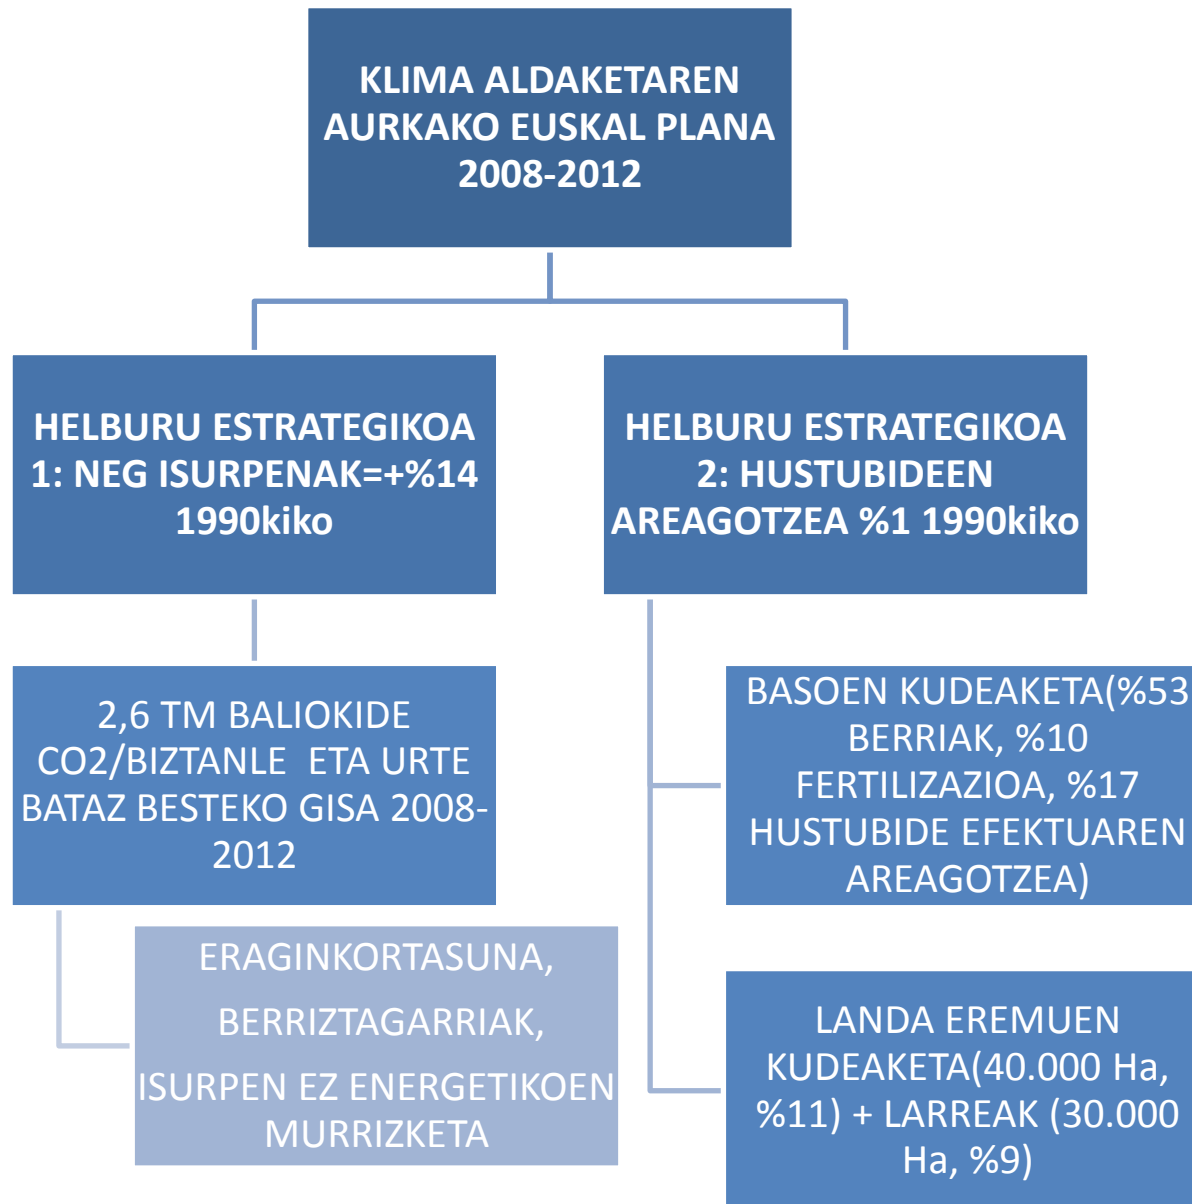 KLIMA ALDAKETAREN
AURKAKO EUSKAL PLANA
2008-2012
HELBURU ESTRATEGIKOA
1: NEG ISURPENAK=+%14
1990kiko
HELBURU ESTRATEGIKOA
2: HUSTUBIDEEN
AREAGOTZEA %1 1990kiko
2,6 TM BALIOKIDE
CO2/BIZTANLE ETA URTE
BATAZ BESTEKO GISA 2008-
2012
ERAGINKORTASUNA,
BERRIZTAGARRIAK,
ISURPEN EZ ENERGETIKOEN
MURRIZKETA
BASOEN KUDEAKETA(%53
BERRIAK, %10
FERTILIZAZIOA, %17
HUSTUBIDE EFEKTUAREN
AREAGOTZEA)
LANDA EREMUEN
KUDEAKETA(40.000 Ha,
%11) + LARREAK (30.000
Ha, %9)